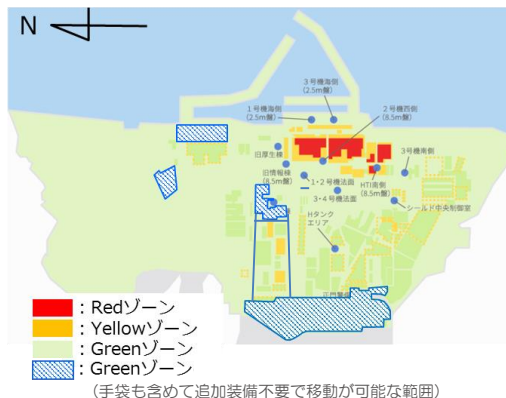 N
3号機海側
(2.5m盤)
1号機海側
(2.5m盤)
2号機西側
(8.5m盤)
旧厚生棟
3号機南側
旧情報棟
(8.5m盤)
1・2号機法面
HTI南側
(8.5m盤)
3・4号機法面
シールド中央制御室
Hタンク
エリア
：Redゾーン
：Yellowゾーン
：Greenゾーン
：Greenゾーン
(手袋も含めて追加装備不要で移動が可能な範囲)